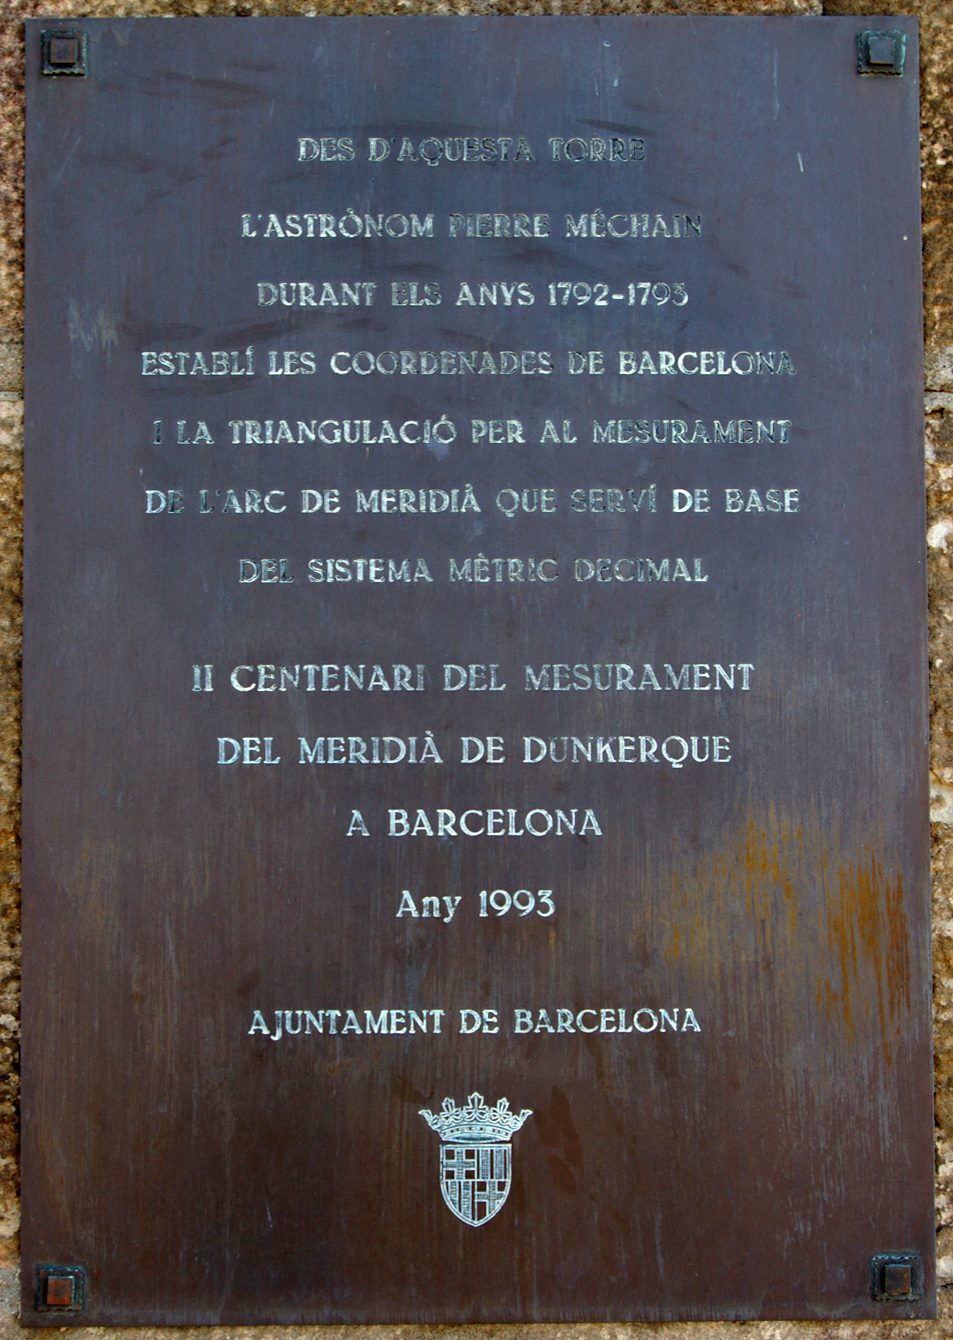 DES D'AQUESTA TORRE
L'ASTRÒNOM PIERRE MÉCHAIN
DURANT ELS ANYS 1792-1793
ESTABLÍ LES COORDENADES DE BARCELONA
I LA TRIANGULACIÓ PER AL MESURAMENT
DE L'ARC DE MERIDIÀ QUE SERVÍ DE BASE
DEL SISTEMA MÈTRIC DECIMAL
II CENTENARI DEL MESURAMENT
DEL MERIDIÀ DE DUNKERQUE
A BARCELONA
Any 1993
AJUNTAMENT DE BARCELONA